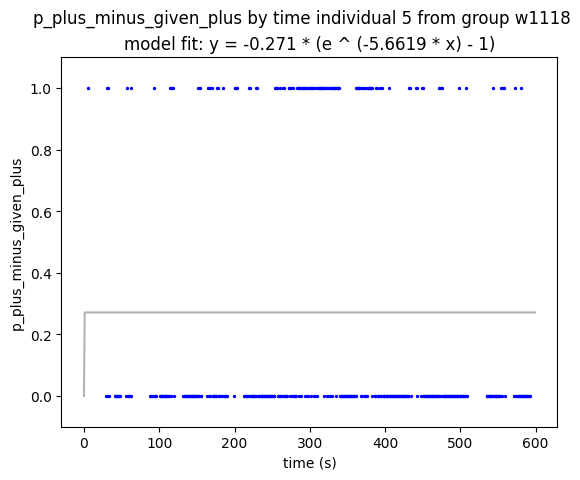 p_plus_minus_given_plus by time individual 5 from group w1118
model fit: y = -0.271 * (e ^ (-5.6619 * x) - 1)
1.0
0.8
0.6
0.4
0.2
0.0
p_plus_minus_given_plus
0 100 200 300 400 500 600
time (s)